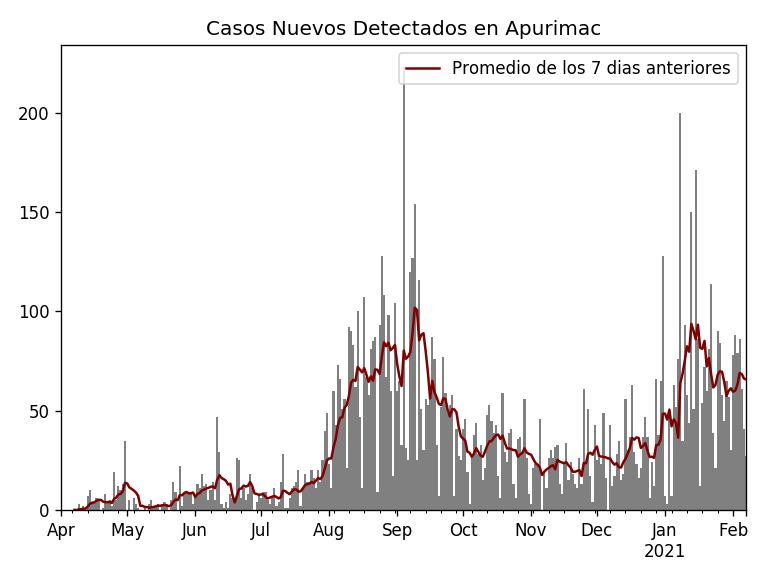 Casos Nuevos Detectados en Apurimac
Promedio de los 7 dias anteriores
200
150
100
50
0
Apr May Jun Jul Aug Sep Oct Nov Dec Jan Feb
2021